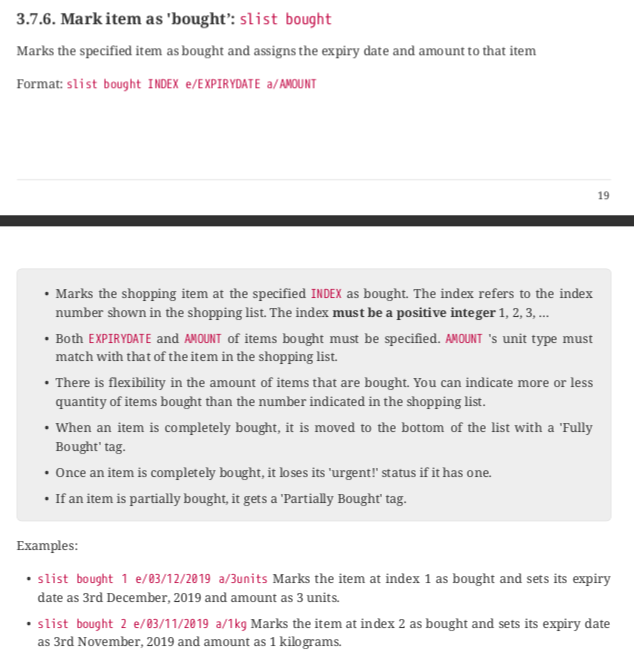 3.7.6. Mark item as 'bought’: slist bought
Marks the specified item as bought and assigns the expiry date and amount to that item
Format: slist bought INDEX e/EXPIRYDATE a/AMOUNT
19
• Marks the shopping item at the specified INDEX as bought. The index refers to the index
number shown in the shopping list. The index must be a positive integer 1, 2, 3, …
• Both EXPIRYDATE and AMOUNT of items bought must be specified. AMOUNT 's unit type must
match with that of the item in the shopping list.
• There is flexibility in the amount of items that are bought. You can indicate more or less
quantity of items bought than the number indicated in the shopping list.
• When an item is completely bought, it is moved to the bottom of the list with a 'Fully
Bought' tag.
• Once an item is completely bought, it loses its 'urgent!' status if it has one.
• If an item is partially bought, it gets a 'Partially Bought' tag.
Examples:
• slist bought 1 e/03/12/2019 a/3units Marks the item at index 1 as bought and sets its expiry
date as 3rd December, 2019 and amount as 3 units.
• slist bought 2 e/03/11/2019 a/1kg Marks the item at index 2 as bought and sets its expiry date
as 3rd November, 2019 and amount as 1 kilograms.